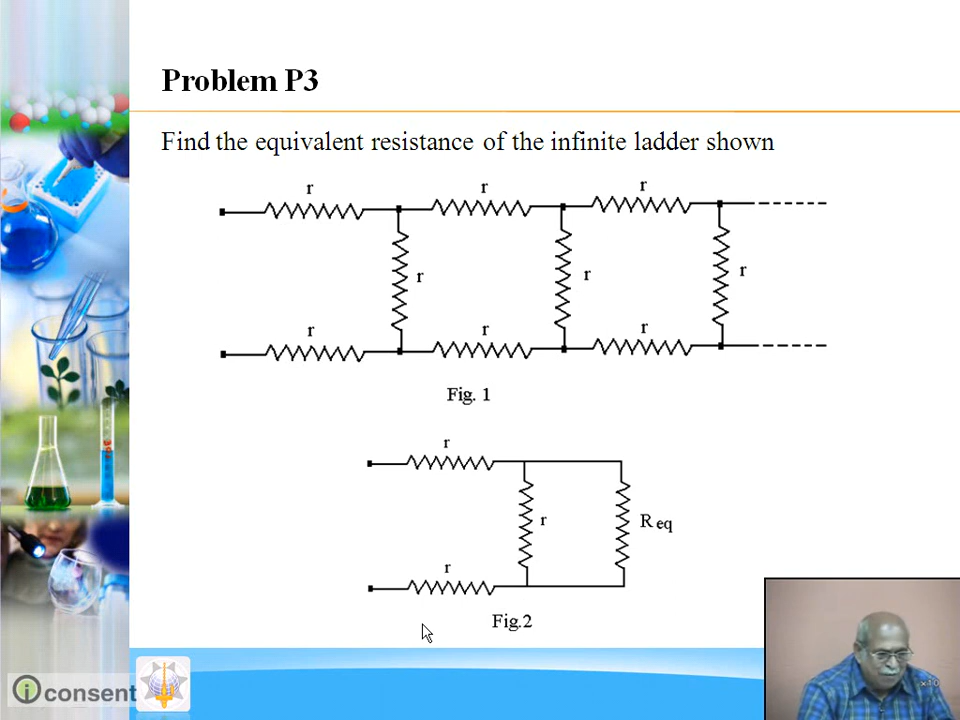 Problem P3
Find the equivalent resistance of the infinite ladder shown
r r r
r r r
r r r
Fig. 1
r
r R eq
r
Fig.2
i consent